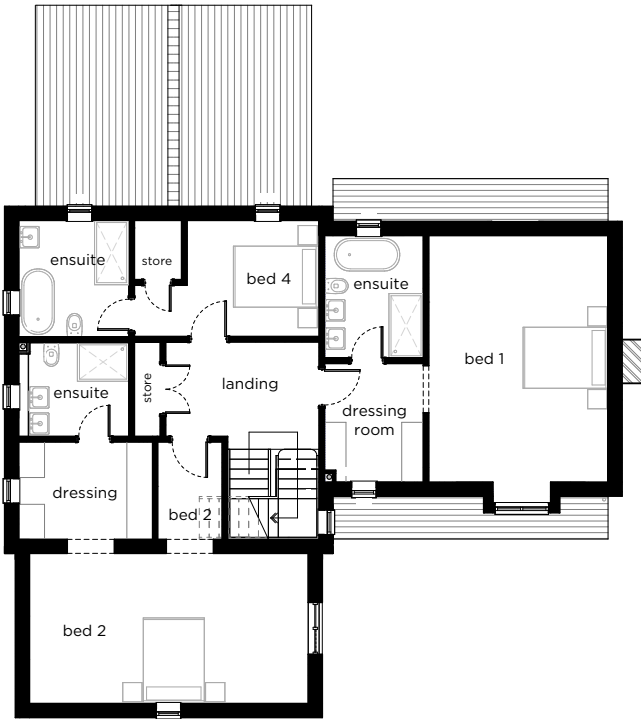 ensuite
store
bed 4
ensuite
bed 1
ensuite
store
landing
dressing
room
dressing
bed 2
bed 2